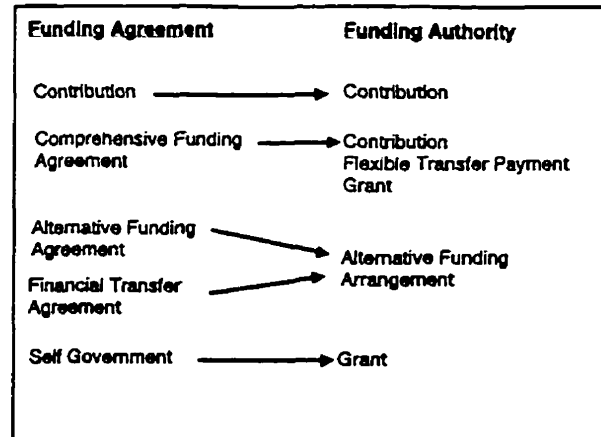 Funding Agreement Funding Authority
Contribution Contribution
Comprehensive Funding Contribution
Agreement Flexible Transfer Payment
Grant
Alternative Funding
Agreement Alternative Funding
Financial Transfer Arrangement
Agreement
Self Government Grant